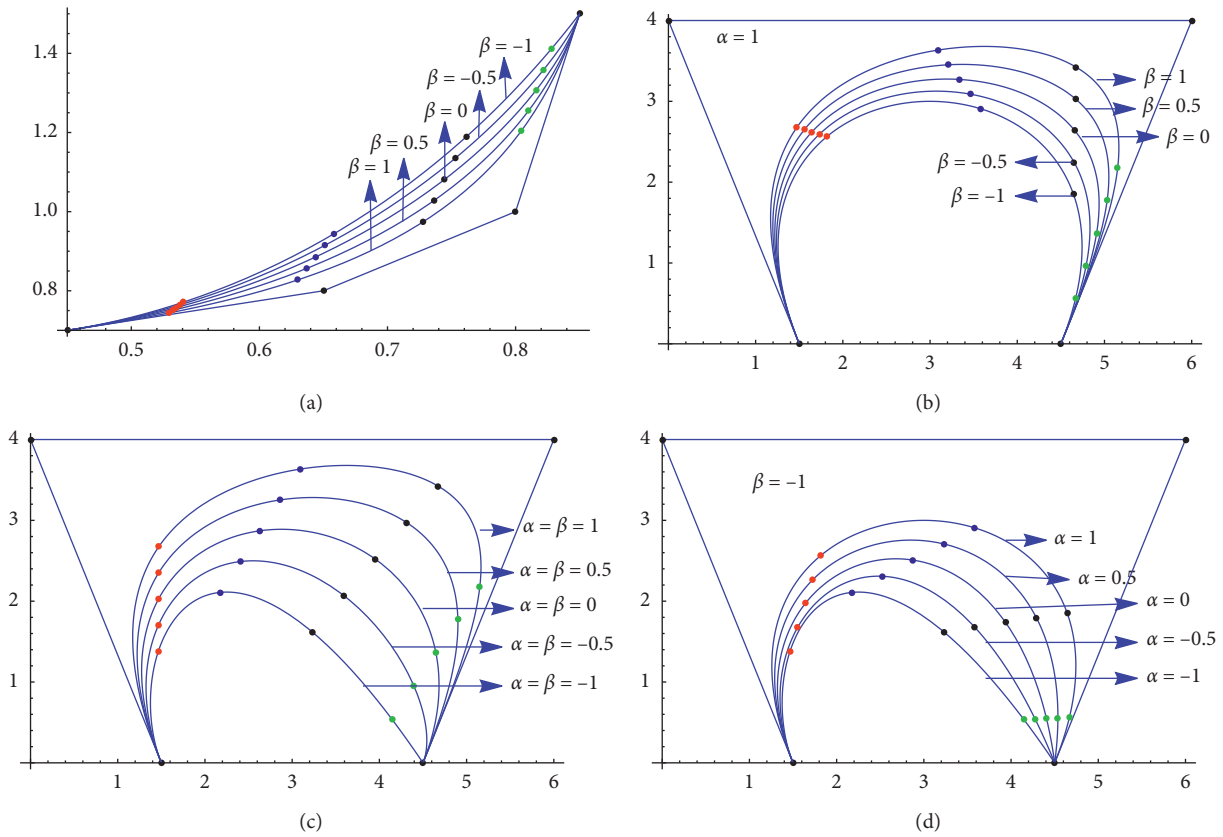 1.4
1.2
1.0
0.8
0.5 0.6 0.7 0.8
β = –1
β = –0.5
β = 0
β = 0.5
β = 1
(a)
4
3
2
1
1 2 3 4 5 6
α = 1
β = 1
β = 0.5
β = 0
β = –0.5
β = –1
(b)
4
3
2
1
1 2 3 4 5 6
α = β = 1
α = β = 0.5
α = β = 0
α = β = –0.5
α = β = –1
(c)
4
3
2
1
1 2 3 4 5 6
β = –1
α = 1
α = 0.5
α = 0
α = –0.5
α = –1
(d)